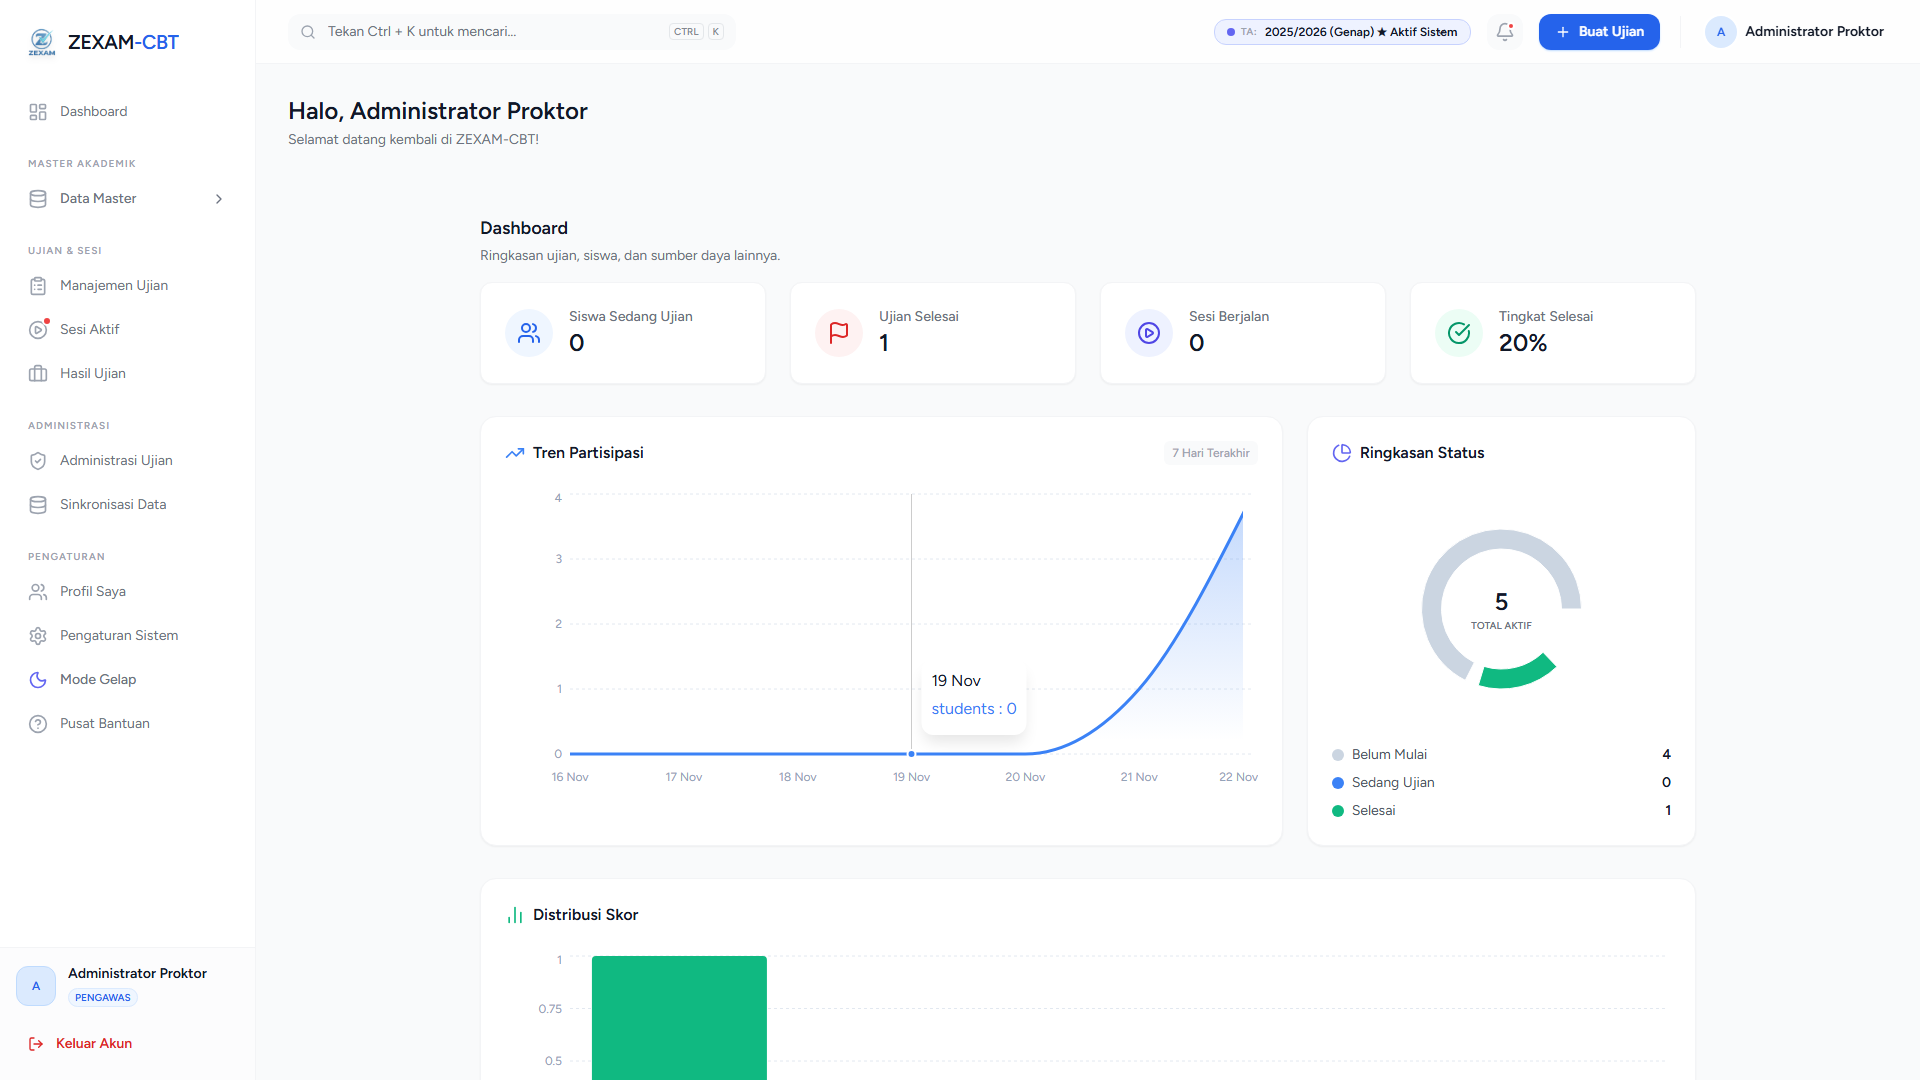 ZEXAM
ZEXAM-CBT
Dashboard
MASTER AKADEMIK
Data Master
UJIAN & SESI
Manajemen Ujian
Sesi Aktif
Hasil Ujian
ADMINISTRASI
Administrasi Ujian
Sinkronisasi Data
PENGATURAN
Profil Saya
Pengaturan Sistem
Mode Gelap
Pusat Bantuan
A
Administrator Proktor
PENGAWAS
Keluar Akun
Tekan Ctrl + K untuk mencari...
CTRL K
TA: 2025/2026 (Genap) ★ Aktif Sistem
+ Buat Ujian
A Administrator Proktor
Halo, Administrator Proktor
Selamat datang kembali di ZEXAM-CBT!
Dashboard
Ringkasan ujian, siswa, dan sumber daya lainnya.
Siswa Sedang Ujian
0
Ujian Selesai
1
Sesi Berjalan
0
Tingkat Selesai
20%
Tren Partisipasi
7 Hari Terakhir
4
3
2
1
0
19 Nov
students : 0
16 Nov 17 Nov 18 Nov 19 Nov 20 Nov 21 Nov 22 Nov
Ringkasan Status
5
TOTAL AKTIF
Belum Mulai 4
Sedang Ujian 0
Selesai 1
Distribusi Skor
1
0.75
0.5